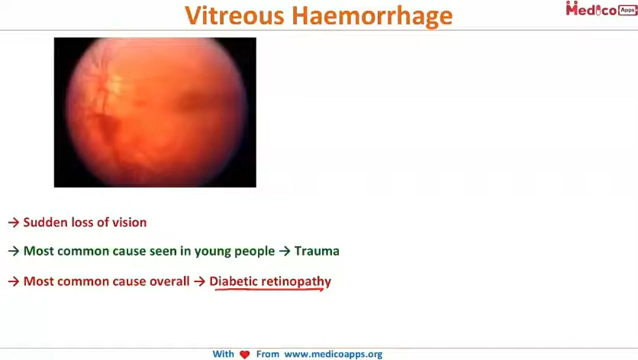 Vitreous Haemorrhage
Medico Apps
→ Sudden loss of vision
→ Most common cause seen in young people → Trauma
→ Most common cause overall → Diabetic retinopathy
With ♥ From www.medicoapps.org